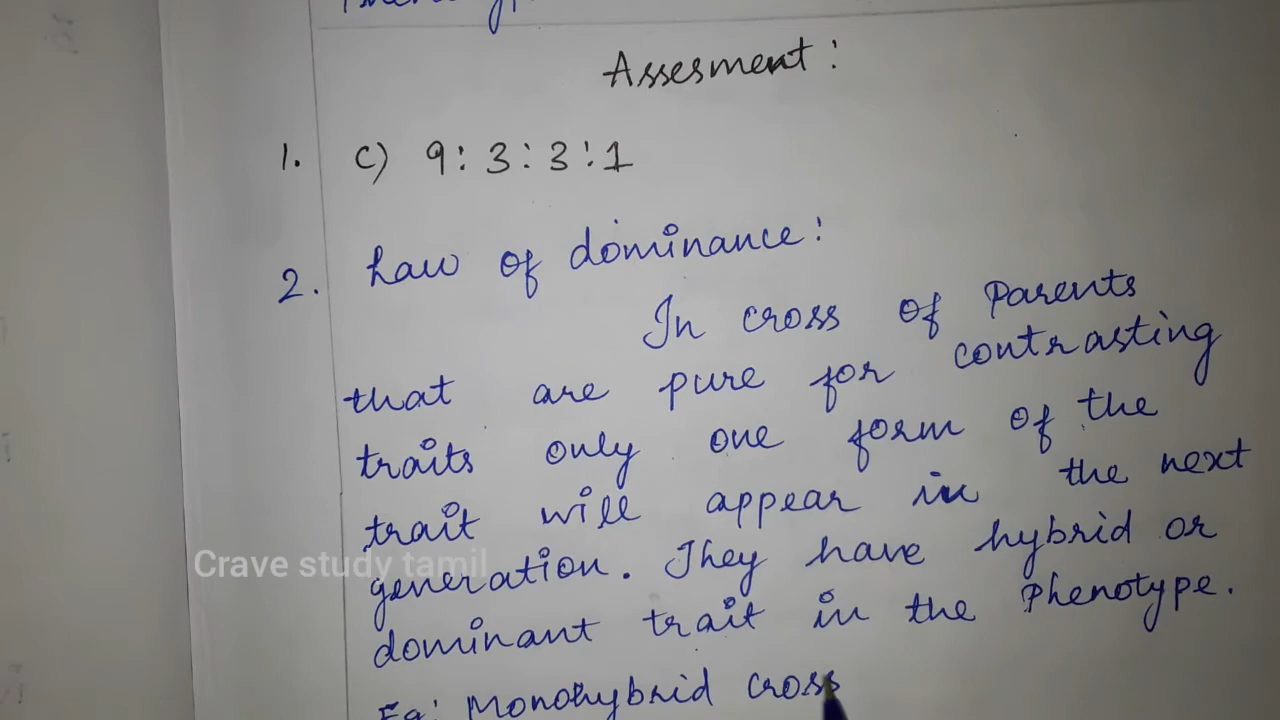 Assesment :
1. c) 9 : 3 : 3 : 1
2. Law of dominance :
In cross of Parents
that are pure for contrasting
traits only one form of the
trait will appear in the next
generation. They have hybrid or
Crave study tamil
dominant trait in the Phenotype.
Eg: Monohybrid cross